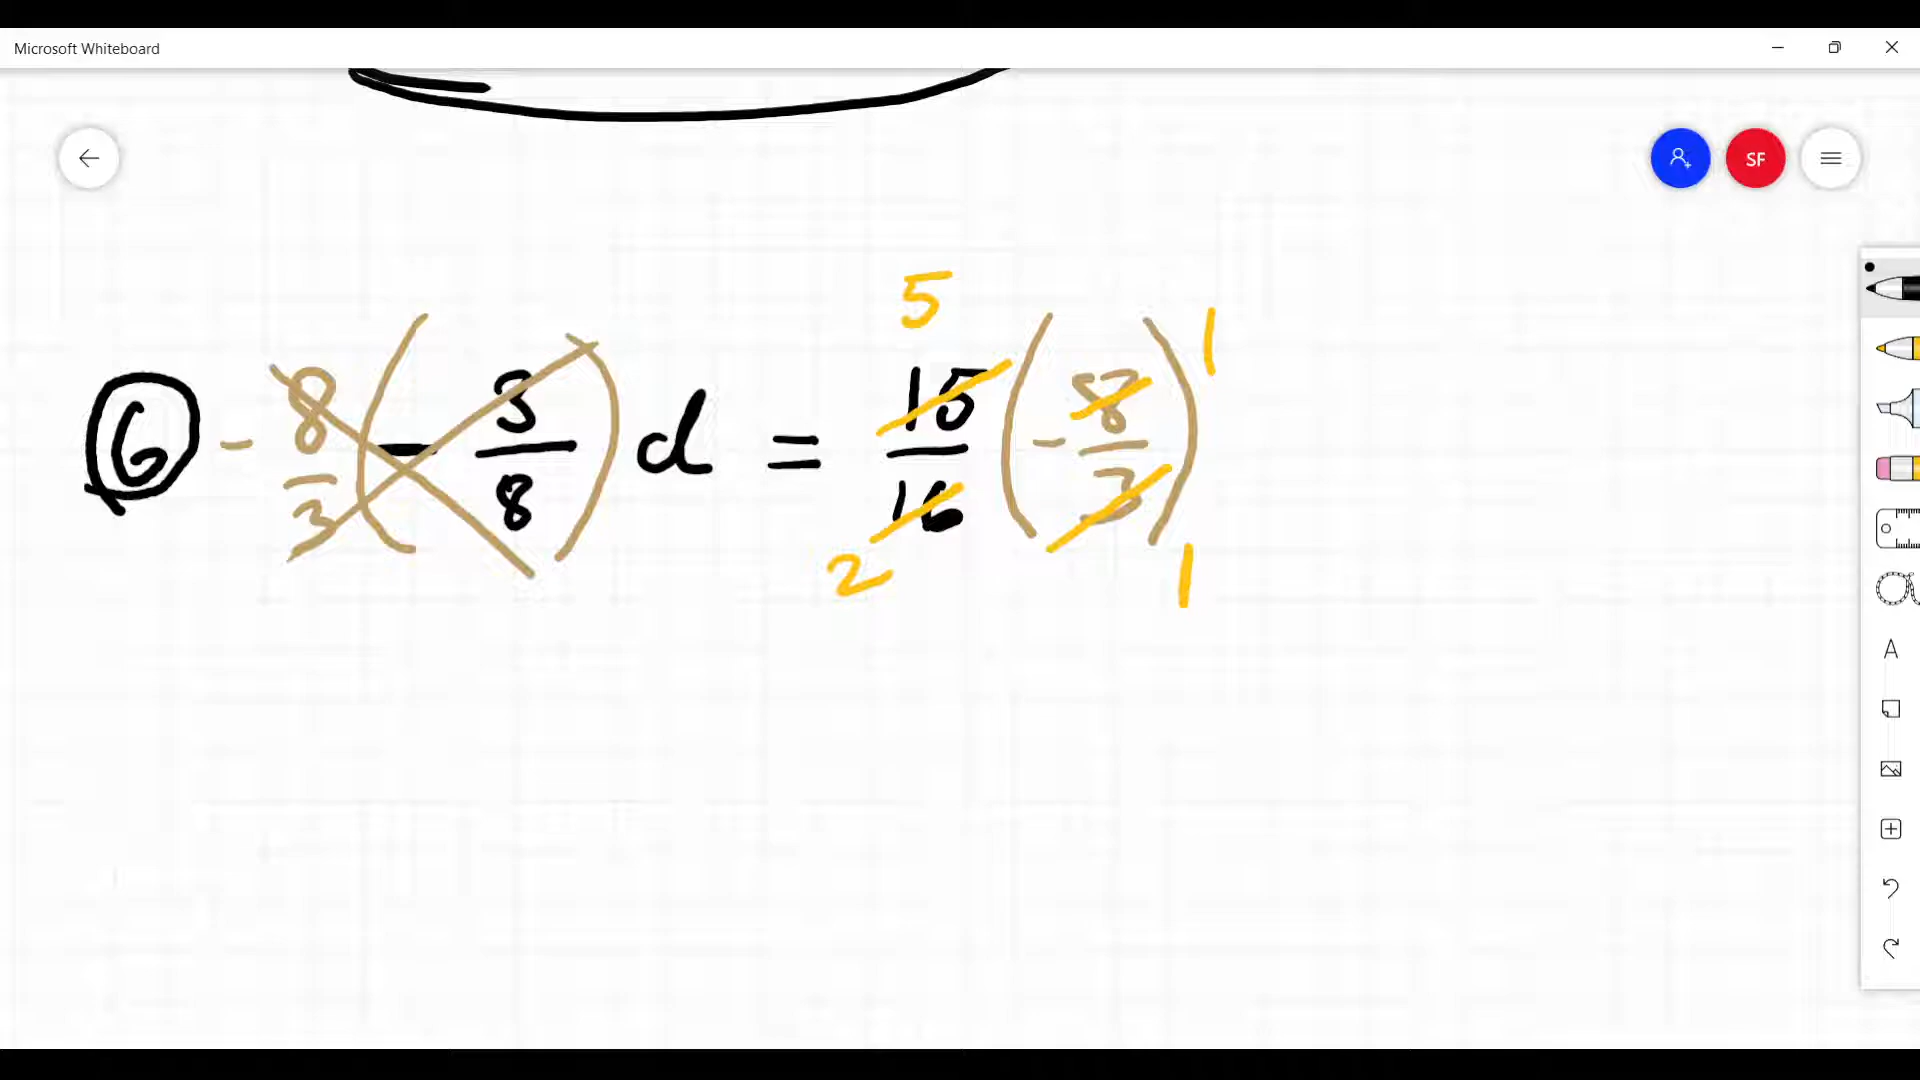 Microsoft Whiteboard
SF
5 1
6 - 8/3 (- 3/8) d = 15/16 (- 8/3)
2 1
A